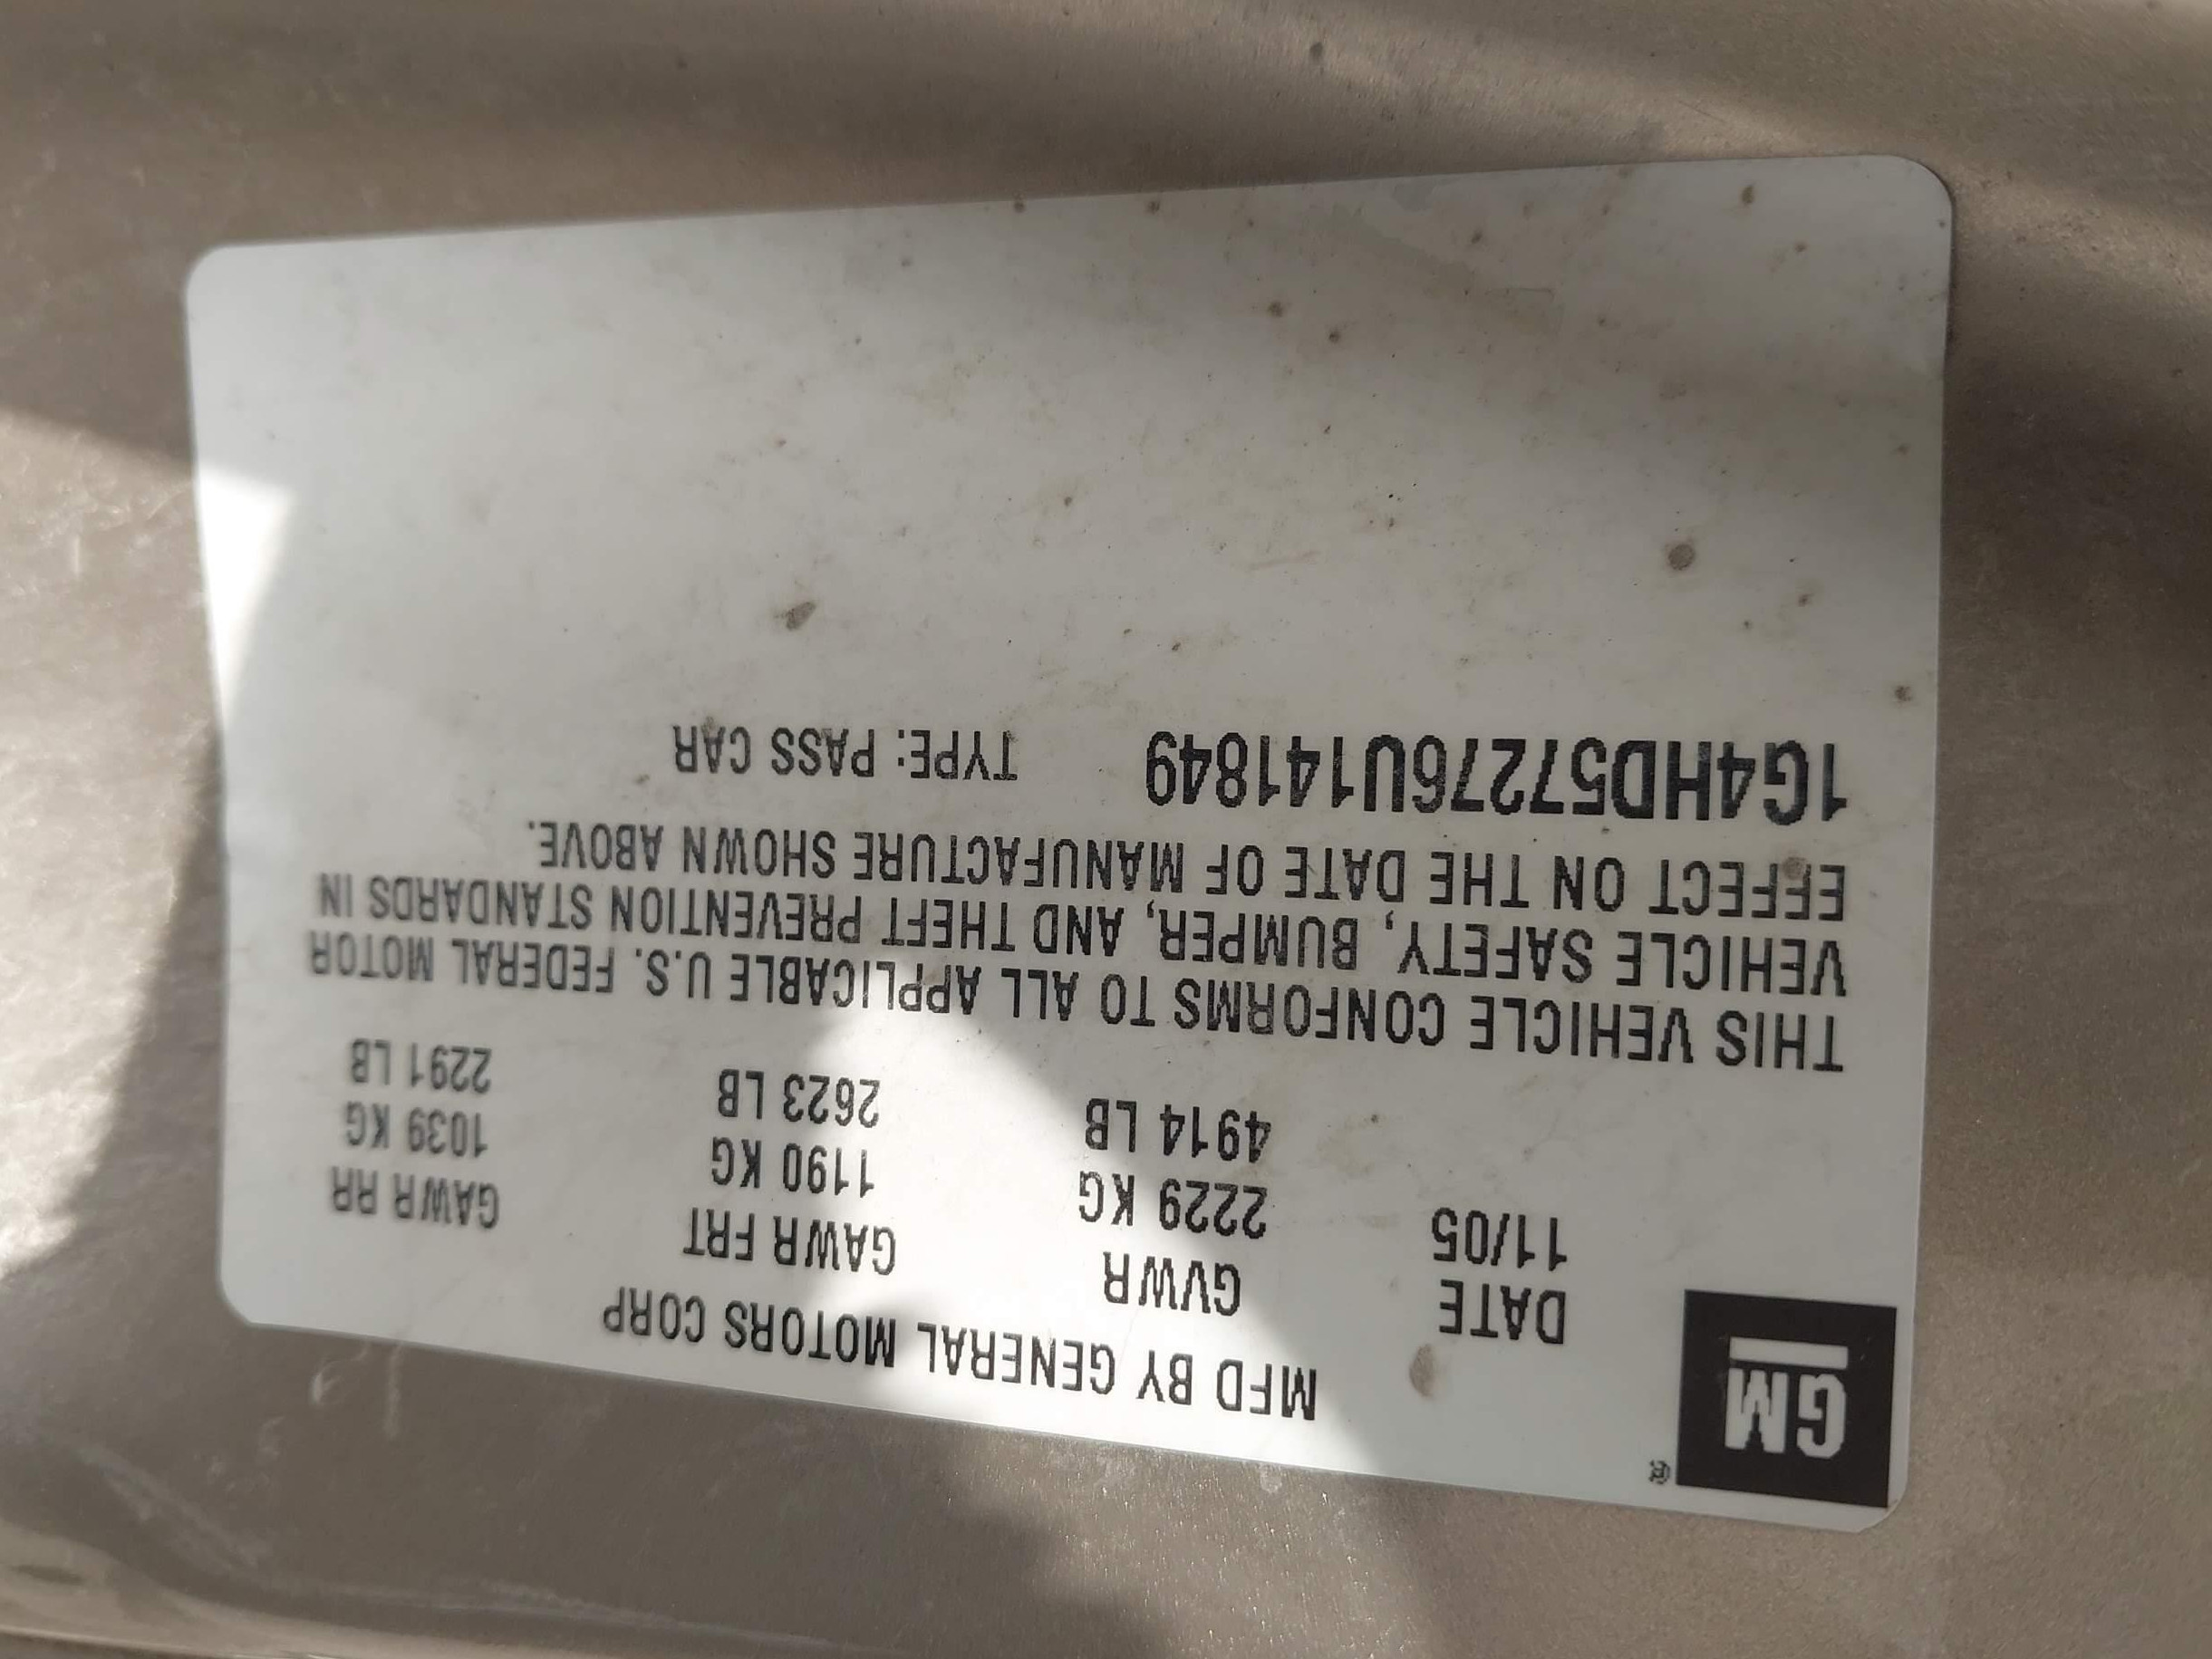 GM ®
MFD BY GENERAL MOTORS CORP
DATE GVWR GAWR FRT GAWR RR
11/05 2229 KG 1190 KG 1039 KG
4914 LB 2623 LB 2291 LB
THIS VEHICLE CONFORMS TO ALL APPLICABLE U.S. FEDERAL MOTOR
VEHICLE SAFETY, BUMPER, AND THEFT PREVENTION STANDARDS IN
EFFECT ON THE DATE OF MANUFACTURE SHOWN ABOVE.
1G4HD57276U141849 TYPE: PASS CAR